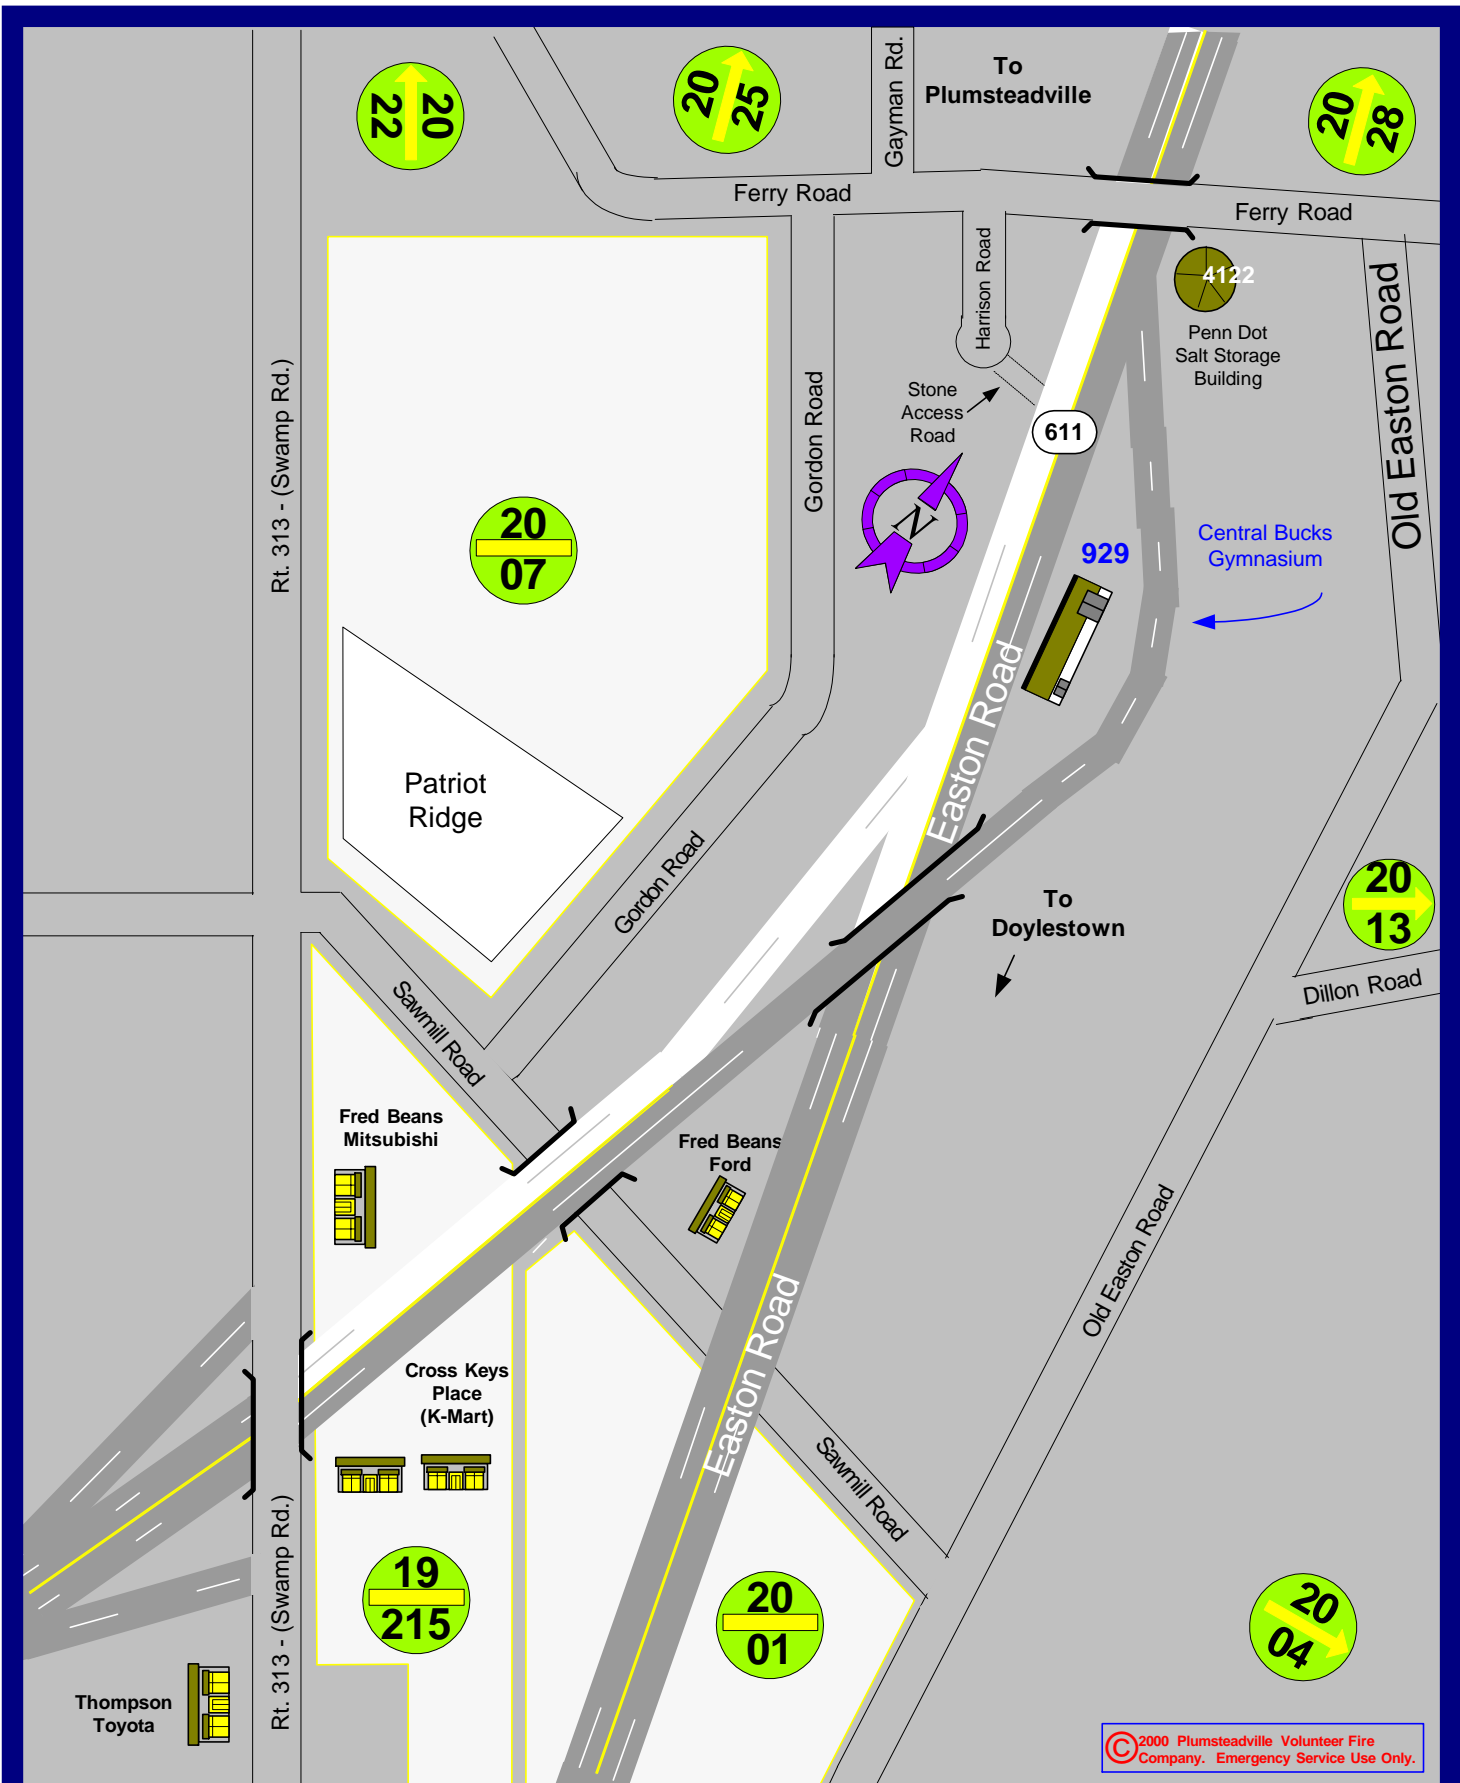 20
22
20
25
Gayman Rd.
To
Plumsteadville
20
28
Ferry Road
Ferry Road
Harrison Road
4122
Penn Dot
Salt Storage
Building
Old Easton Road
Rt. 313 - (Swamp Rd.)
Gordon Road
Stone
Access
Road
611
N
20
07
929
Central Bucks
Gymnasium
Easton Road
Patriot
Ridge
Gordon Road
To
Doylestown
20
13
Dillon Road
Sawmill Road
Fred Beans
Mitsubishi
Fred Beans
Ford
Old Easton Road
Easton Road
Cross Keys
Place
(K-Mart)
Sawmill Road
Rt. 313 - (Swamp Rd.)
19
215
20
01
20
04
Thompson
Toyota
© 2000 Plumsteadville Volunteer Fire
Company. Emergency Service Use Only.